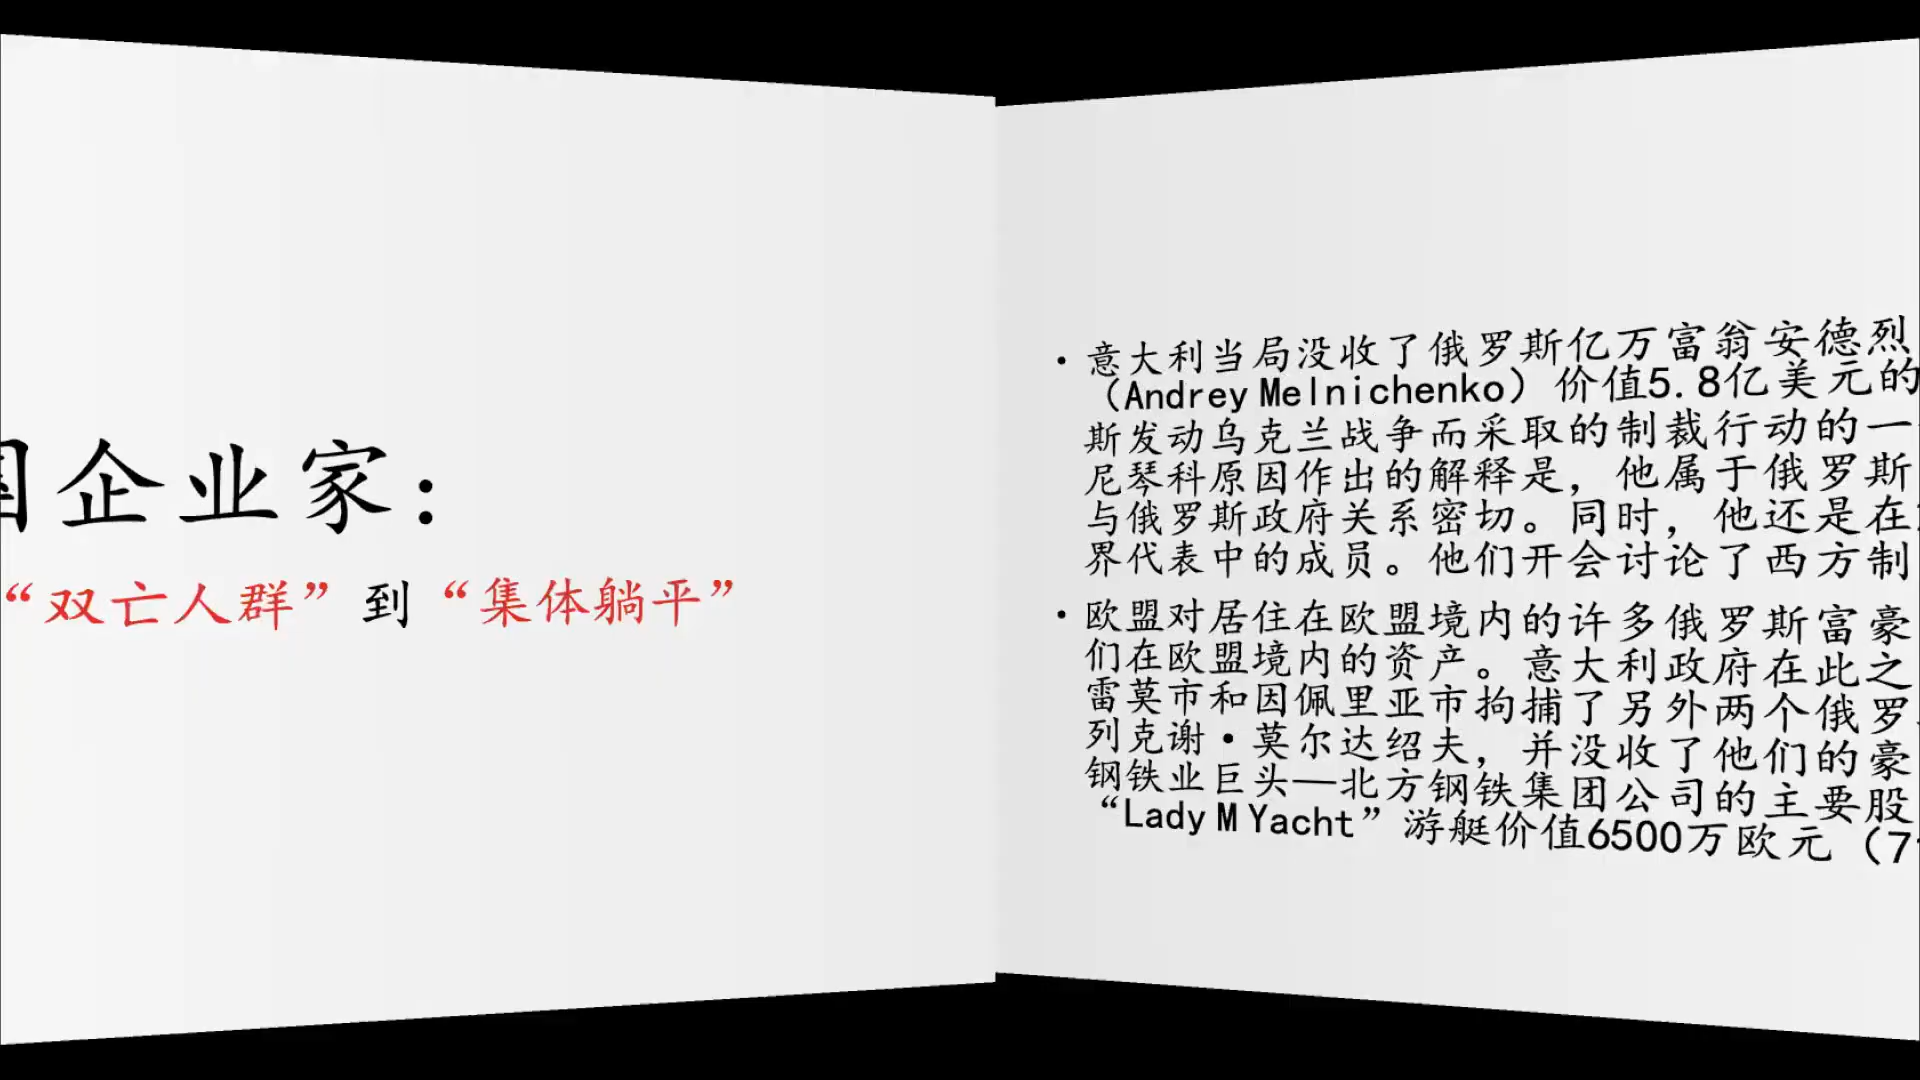 企业家：
“双亡人群”到“集体躺平”
• 意大利当局没收了俄罗斯亿万富翁安德烈
（Andrey Melnichenko）价值5.8亿美元的
斯发动乌克兰战争而采取的制裁行动的一
尼琴科原因作出的解释是，他属于俄罗斯
与俄罗斯政府关系密切。同时，他还是在
界代表中的成员。他们开会讨论了西方制
• 欧盟对居住在欧盟境内的许多俄罗斯富豪
们在欧盟境内的资产。意大利政府在此之
雷莫市和因佩里亚市拘捕了另外两个俄罗
列克谢·莫尔达绍夫，并没收了他们的豪
钢铁业巨头—北方钢铁集团公司的主要股
“Lady M Yacht”游艇价值6500万欧元（7